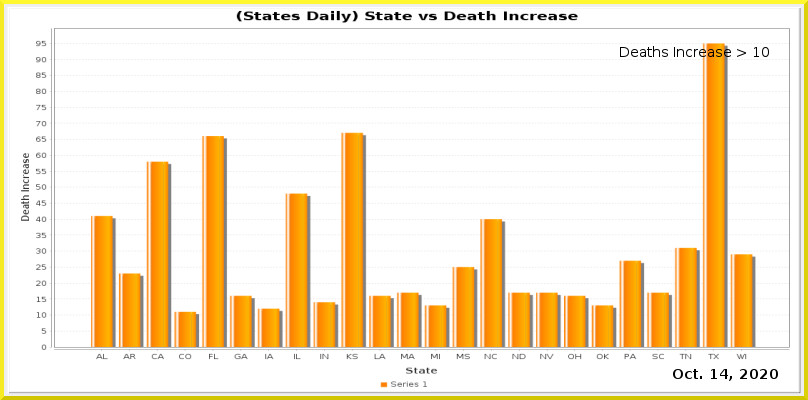 (States Daily) State vs Death Increase
Deaths Increase > 10
95
90
85
80
75
70
65
60
55
50
45
40
35
30
25
20
15
10
5
0
Death Increase
AL AR CA CO FL GA IA IL IN KS LA MA MI MS NC ND NV OH OK PA SC TN TX WI
State
Series 1
Oct. 14, 2020